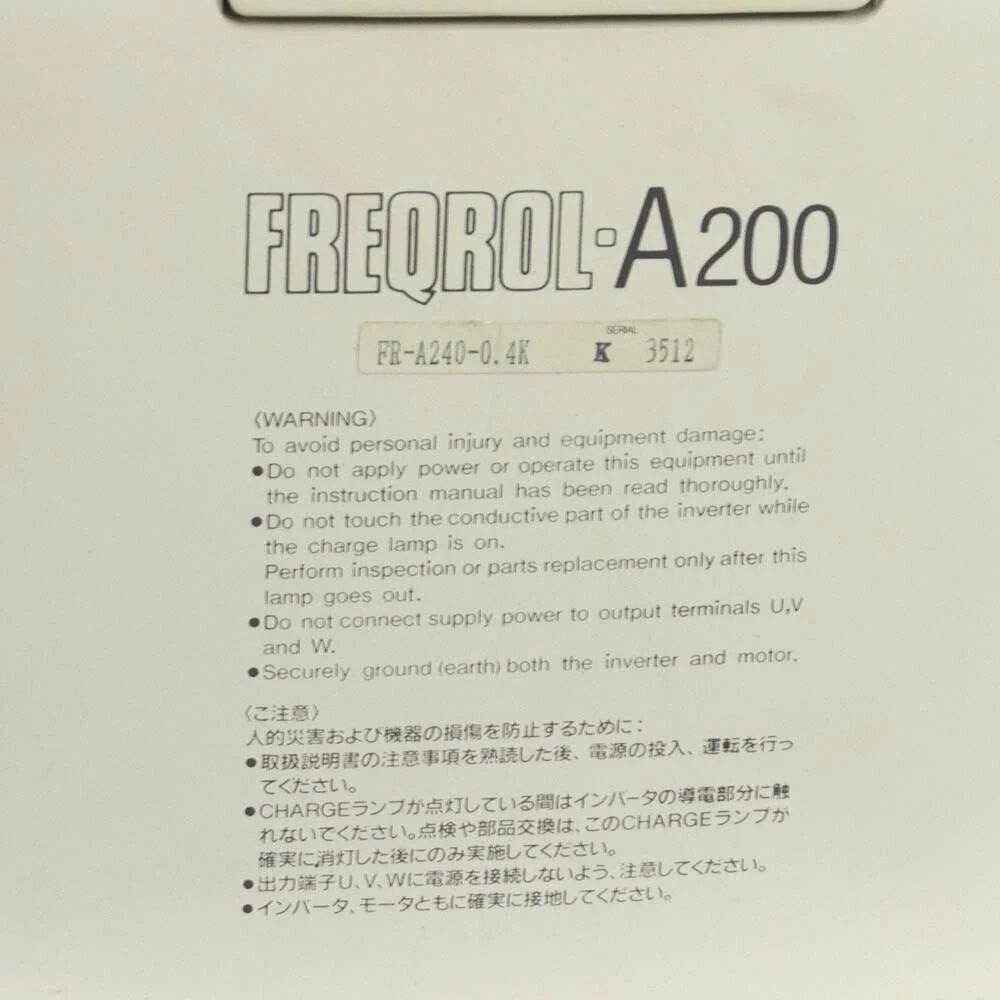 FREQROL-A200
SERIAL
FR-A240-0.4K K 3512
〈WARNING〉
To avoid personal injury and equipment damage:
●Do not apply power or operate this equipment until
the instruction manual has been read thoroughly.
●Do not touch the conductive part of the inverter while
the charge lamp is on.
Perform inspection or parts replacement only after this
lamp goes out.
●Do not connect supply power to output terminals U,V
and W.
●Securely ground (earth) both the inverter and motor.
〈ご注意〉
人的災害および機器の損傷を防止するために：
●取扱説明書の注意事項を熟読した後、電源の投入、運転を行っ
てください。
●CHARGEランプが点灯している間はインバータの導電部分に触
れないでください。点検や部品交換は、このCHARGEランプが
確実に消灯した後にのみ実施してください。
●出力端子U、V、Wに電源を接続しないよう、注意してください。
●インバータ、モータともに確実に接地してください。